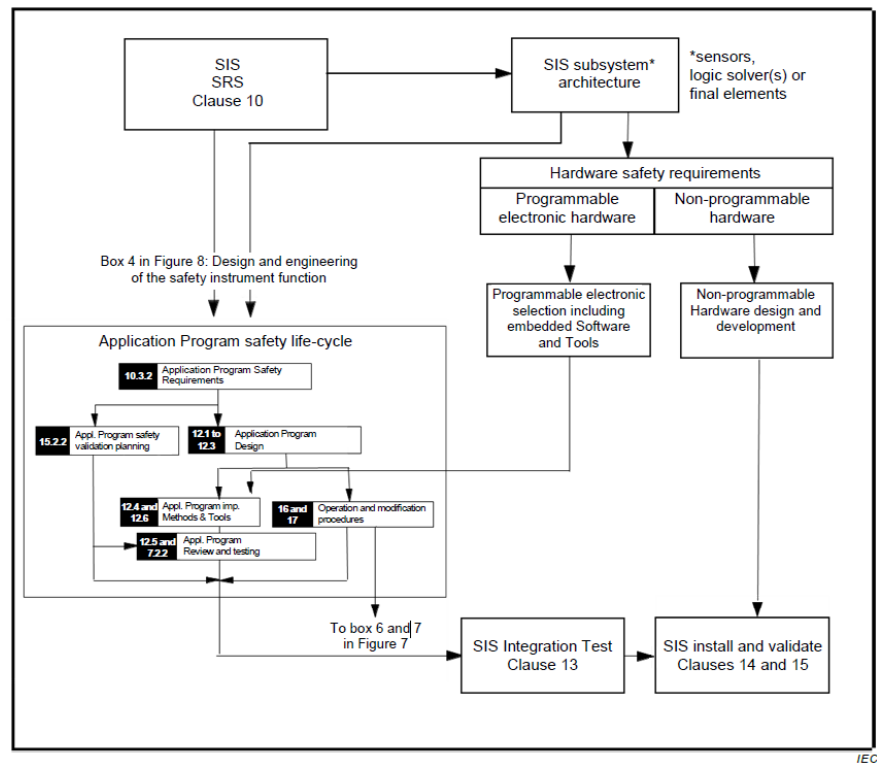 SIS
SRS
Clause 10
SIS subsystem*
architecture
*sensors,
logic solver(s) or
final elements
Hardware safety requirements
Programmable
electronic hardware
Non-programmable
hardware
Box 4 in Figure 8: Design and engineering
of the safety instrument function
Programmable electronic
selection including
embedded Software
and Tools
Non-programmable
Hardware design and
development
Application Program safety life-cycle
10.3.2
Application Program Safety
Requirements
15.2.2
Appl. Program safety
validation planning
12.1 to
12.3
Application Program
Design
12.4 and
12.6
Appl. Program imp.
Methods & Tools
16 and
17
Operation and modification
procedures
12.5 and
7.2.2
Appl. Program
Review and testing
To box 6 and 7
in Figure 7
SIS Integration Test
Clause 13
SIS install and validate
Clauses 14 and 15
IEC